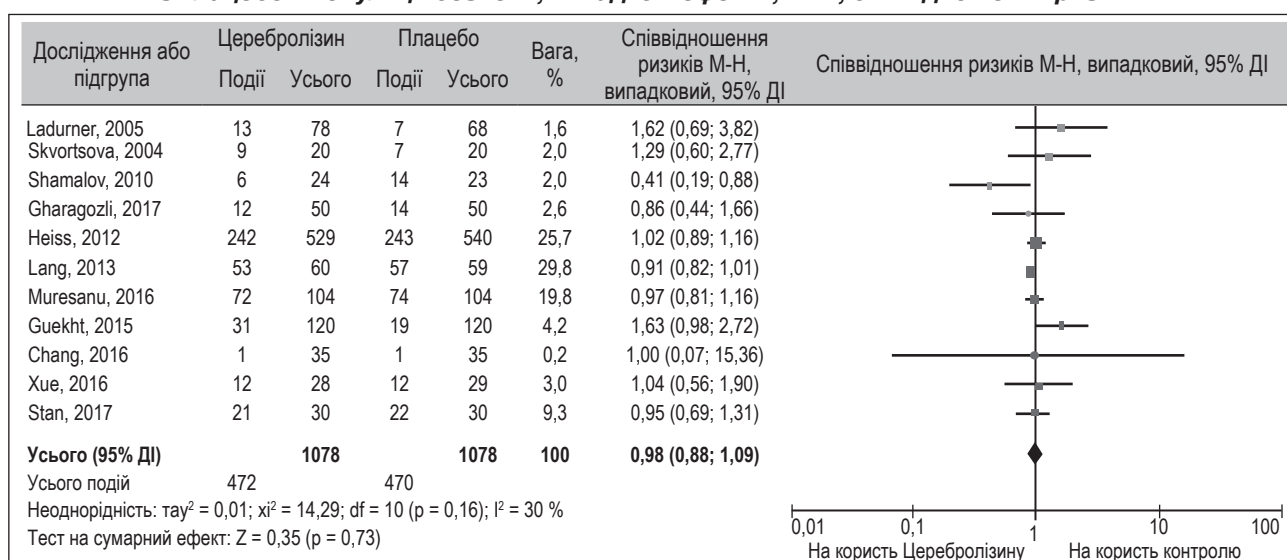 Дослідження або підгрупа Церебролізин Плацебо Вага, % Співвідношення ризиків М-Н, випадковий, 95% ДІ Співвідношення ризиків М-Н, випадковий, 95% ДІ
Події Усього Події Усього
Ladurner, 2005 13 78 7 68 1,6 1,62 (0,69; 3,82)
Skvortsova, 2004 9 20 7 20 2,0 1,29 (0,60; 2,77)
Shamalov, 2010 6 24 14 23 2,0 0,41 (0,19; 0,88)
Gharagozli, 2017 12 50 14 50 2,6 0,86 (0,44; 1,66)
Heiss, 2012 242 529 243 540 25,7 1,02 (0,89; 1,16)
Lang, 2013 53 60 57 59 29,8 0,91 (0,82; 1,01)
Muresanu, 2016 72 104 74 104 19,8 0,97 (0,81; 1,16)
Guekht, 2015 31 120 19 120 4,2 1,63 (0,98; 2,72)
Chang, 2016 1 35 1 35 0,2 1,00 (0,07; 15,36)
Xue, 2016 12 28 12 29 3,0 1,04 (0,56; 1,90)
Stan, 2017 21 30 22 30 9,3 0,95 (0,69; 1,31)
Усього (95% ДІ) 1078 1078 100 0,98 (0,88; 1,09)
Усього подій 472 470
Неоднорідність: тау² = 0,01; хі² = 14,29; df = 10 (p = 0,16); I² = 30 %
Тест на сумарний ефект: Z = 0,35 (p = 0,73)
0,01 0,1 1 10 100
На користь Церебролізину На користь контролю